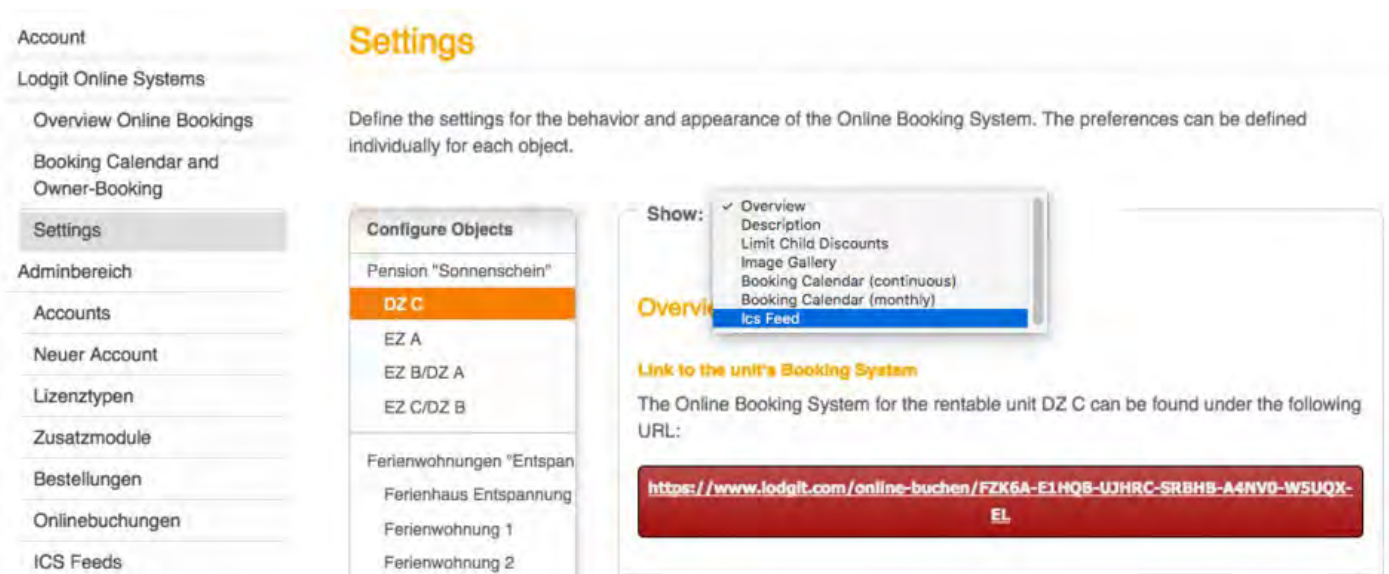 Account
Lodgit Online Systems
Overview Online Bookings
Booking Calendar and
Owner-Booking
Settings
Adminbereich
Accounts
Neuer Account
Lizenztypen
Zusatzmodule
Bestellungen
Onlinebuchungen
ICS Feeds
Settings
Define the settings for the behavior and appearance of the Online Booking System. The preferences can be defined
individually for each object.
Configure Objects
Pension "Sonnenschein"
DZ C
EZ A
EZ B/DZ A
EZ C/DZ B
Ferienwohnungen "Entspan
Ferienhaus Entspannung
Ferienwohnung 1
Ferienwohnung 2
Show:
✓ Overview
Description
Limit Child Discounts
Image Gallery
Booking Calendar (continuous)
Booking Calendar (monthly)
Ics Feed
Overvie
Link to the unit's Booking System
The Online Booking System for the rentable unit DZ C can be found under the following
URL:
https://www.lodgit.com/online-buchen/FZK6A-E1HQB-UJHRC-SRBHB-A4NV0-W5UQX-
EL